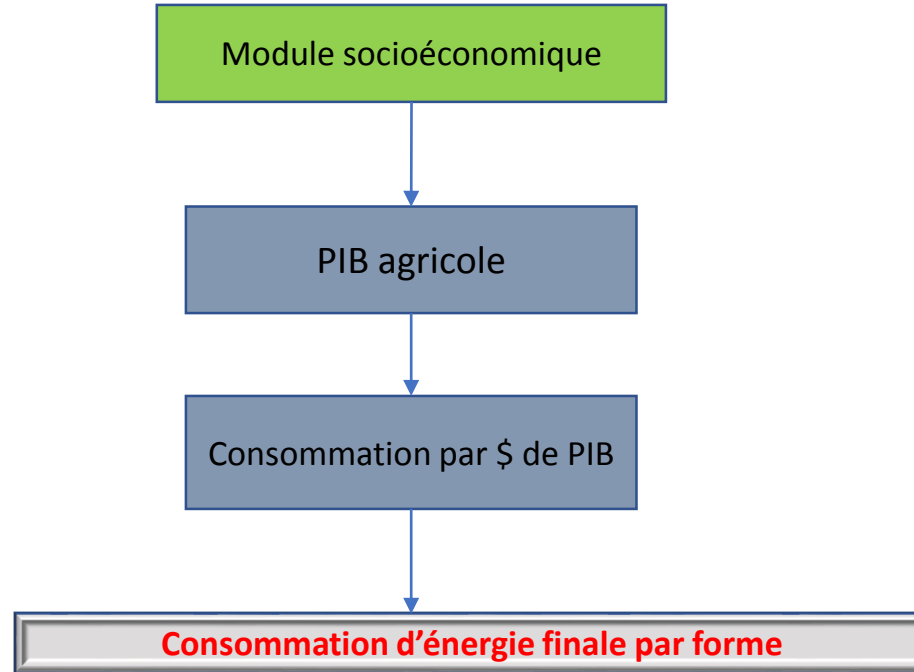 Module socioéconomique
PIB agricole
Consommation par $ de PIB
Consommation d’énergie finale par forme